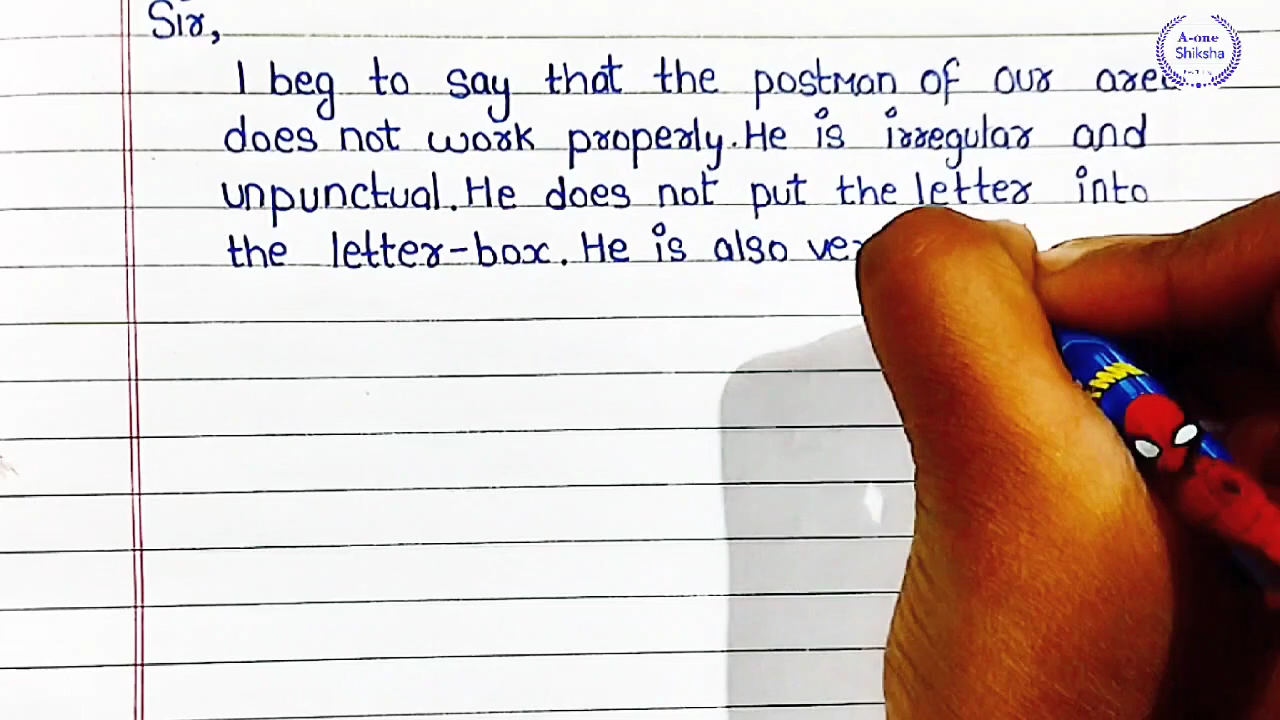 Sir,
A-one
Shiksha
I beg to say that the postman of our area
does not work properly. He is irregular and
unpunctual. He does not put the letter into
the letter-box. He is also